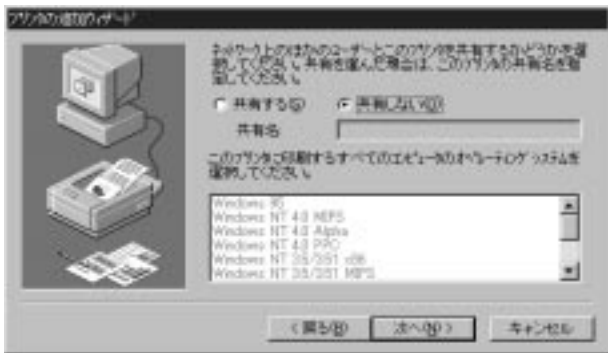 プリンタの追加ウィザード
ネットワーク上のほかのユーザーとこのプリンタを共有するかどうかを選
択してください。共有を選んだ場合は、このプリンタの共有名を指
定してください。
共有する(S) 共有しない(O)
共有名
このプリンタに印刷するすべてのコンピュータのオペレーティング システムを
選択してください。
Windows 95
Windows NT 4.0 MIPS
Windows NT 4.0 Alpha
Windows NT 4.0 PPC
Windows NT 3.5/3.51 x86
Windows NT 3.5/3.51 MIPS
< 戻る(B) 次へ(N) > キャンセル